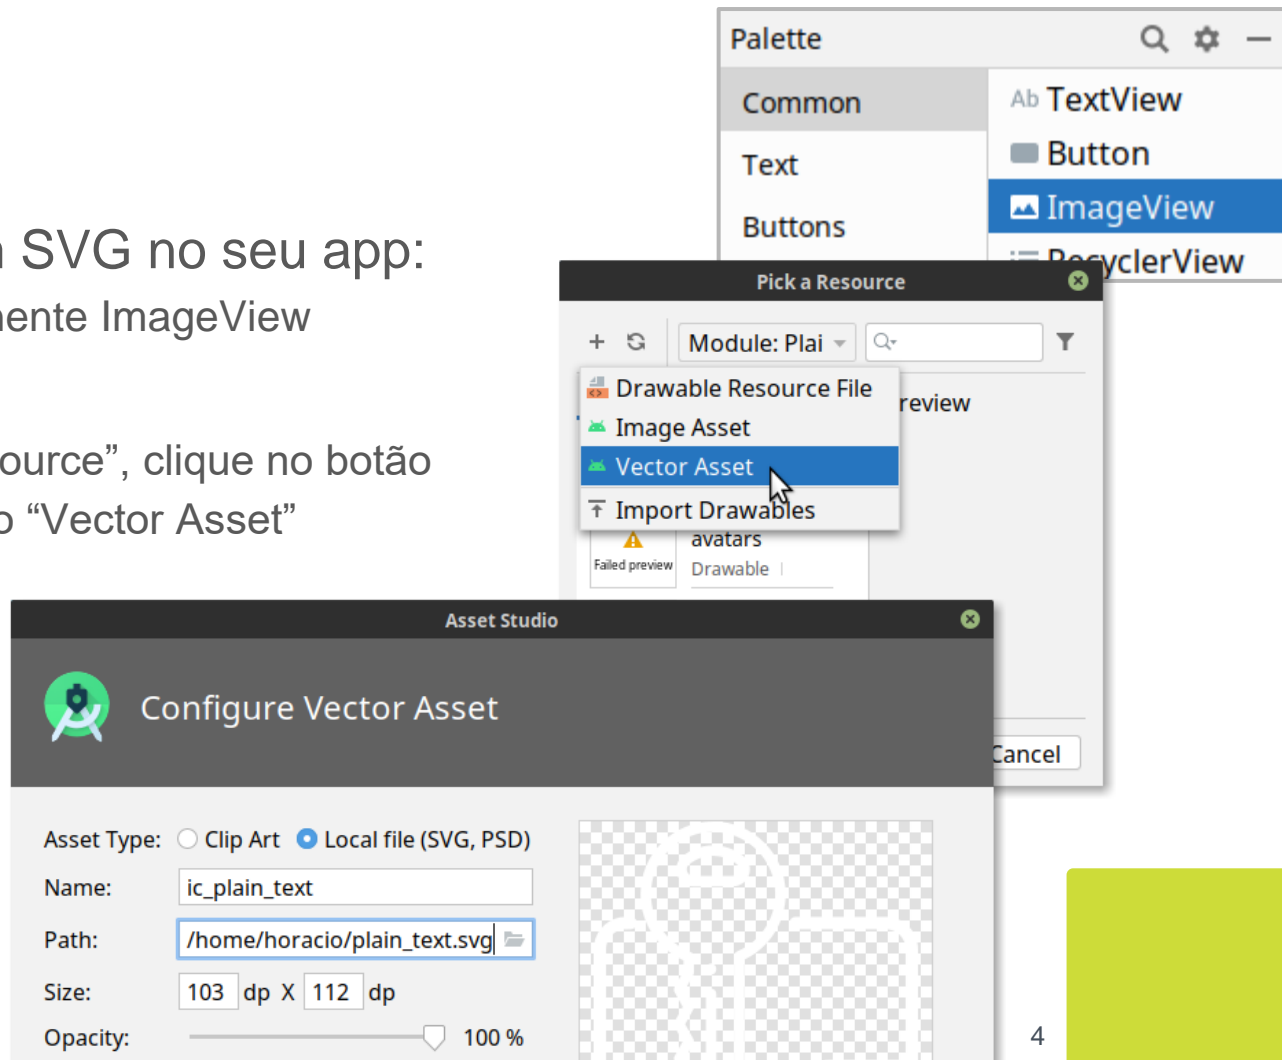 Palette
Common
Text
Buttons
Ab TextView
Button
ImageView
RecyclerView
SVG no seu app:
ImageView
Pick a Resource
Module: Plai
Drawable Resource File
Image Asset
Vector Asset
Import Drawables
review
ource”, clique no botão
o “Vector Asset”
avatars
Failed preview
Drawable
Cancel
Asset Studio
Configure Vector Asset
Asset Type: Clip Art Local file (SVG, PSD)
Name: ic_plain_text
Path: /home/horacio/plain_text.svg
Size: 103 dp X 112 dp
Opacity: 100 %
4